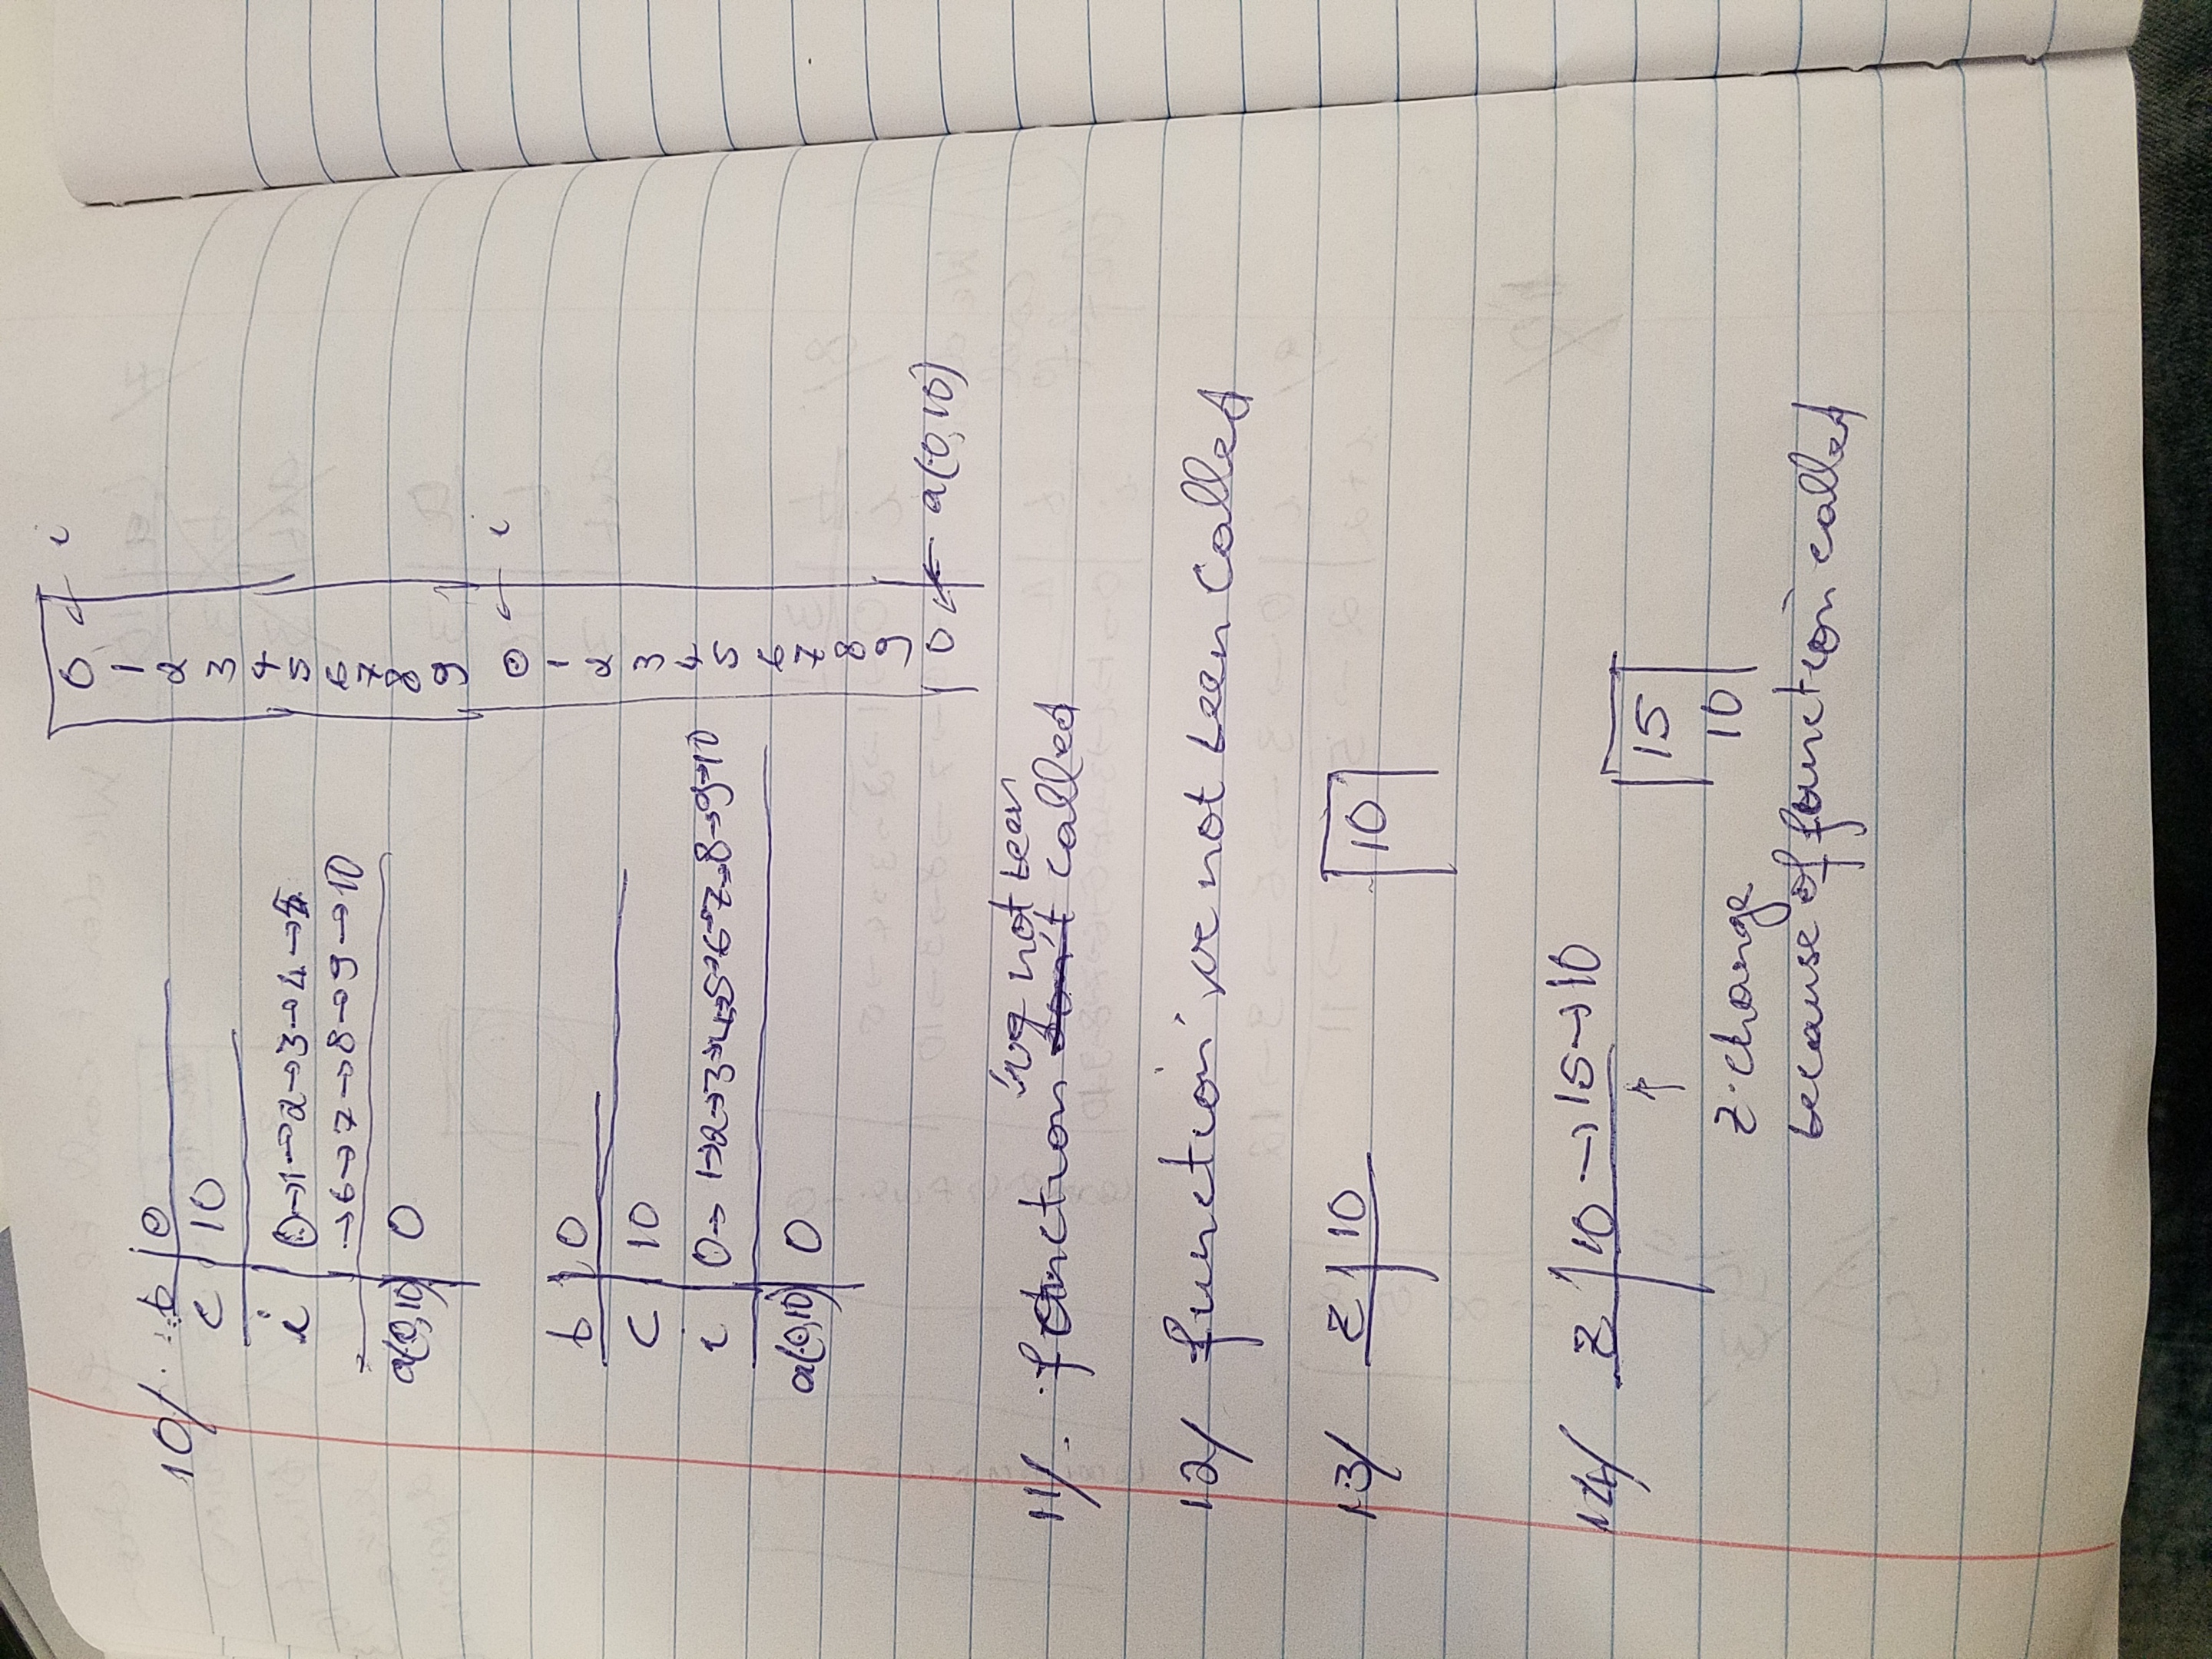 10/. b | 0
c | 10
i | 0→1→2→3→4→5
→6→7→8→9→10
a(0,10) | 0
0 ← i
1
2
3
4
5
6
7
8
9
0 ← i
1
2
3
4
5
6
7
8
9
0 ← a(0,10)
b | 0
c | 10
i | 0→1→2→3→4→5→6→7→8→9→10
a(0,10) | 0
've not been
11/. function don't called
12/ function 've not been called
13/ z | 10
10
14/ z | 10→15→10
↑
z change
because of function called
15
10